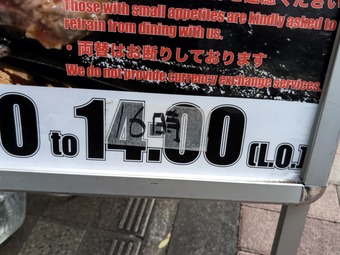 Those with small appetites are kindly asked to
refrain from dining with us.
・両替はお断りしております
We do not provide currency exchange services.
0 to 14.00 (L.O.)
16時